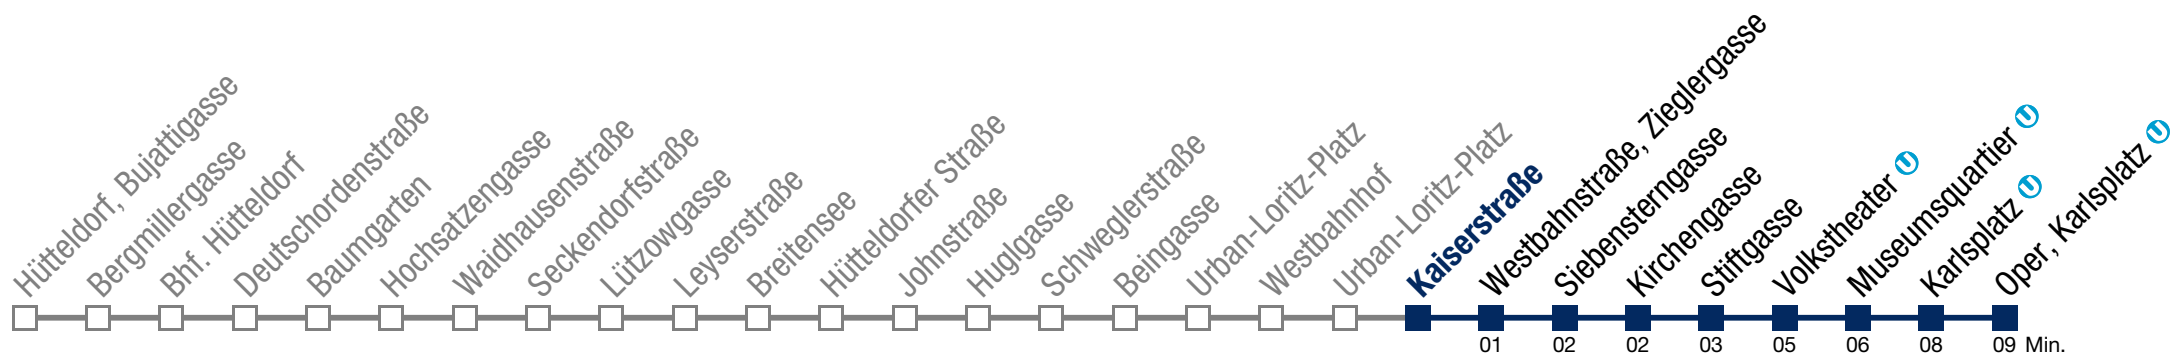 Hütteldorf, Bujattigasse
Bergmillergasse
Bhf. Hütteldorf
Deutschordenstraße
Baumgarten
Hochsatzengasse
Waidhausenstraße
Seckendorfstraße
Lützowgasse
Leyserstraße
Breitensee
Hütteldorfer Straße
Johnstraße
Huglgasse
Schweglerstraße
Beingasse
Urban-Loritz-Platz
Westbahnhof
Urban-Loritz-Platz
Kaiserstraße
Westbahnstraße, Zieglergasse
Siebensterngasse
Kirchengasse
Stiftgasse
Volkstheater U
Museumsquartier U
Karlsplatz U
Oper, Karlsplatz U
01 02 02 03 05 06 08 09 Min.